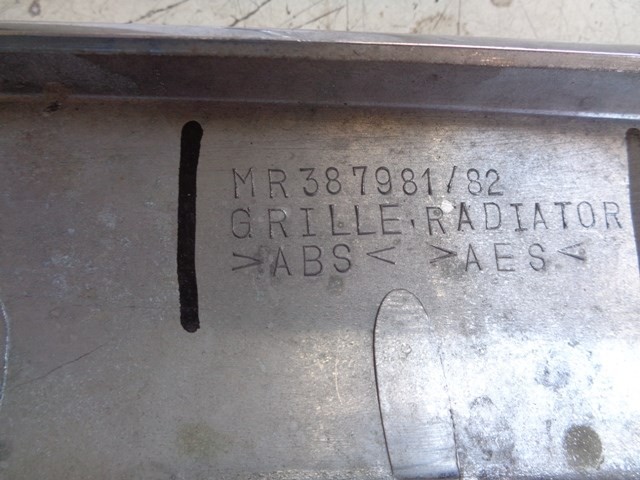 MR387981/82
GRILLE,RADIATOR
>ABS< >AES<